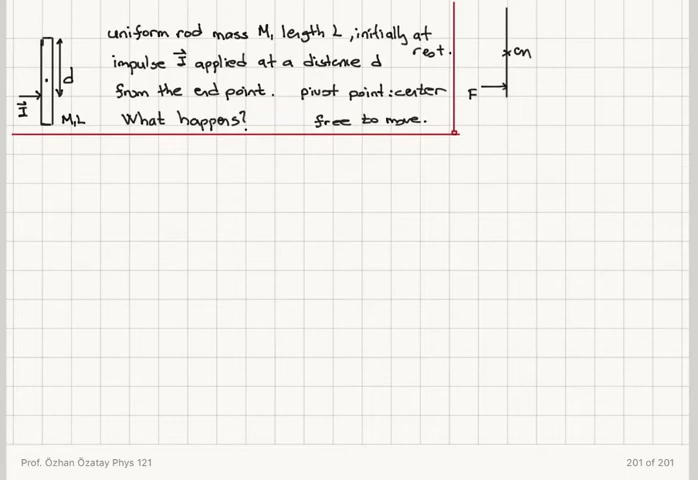 uniform rod mass M, length L, initially at rest.
impulse I applied at a distance d
from the end point. pivot point: center
What happens? free to move.
d
I
M,L
cm
F
Prof. Özhan Özatay Phys 121
201 of 201